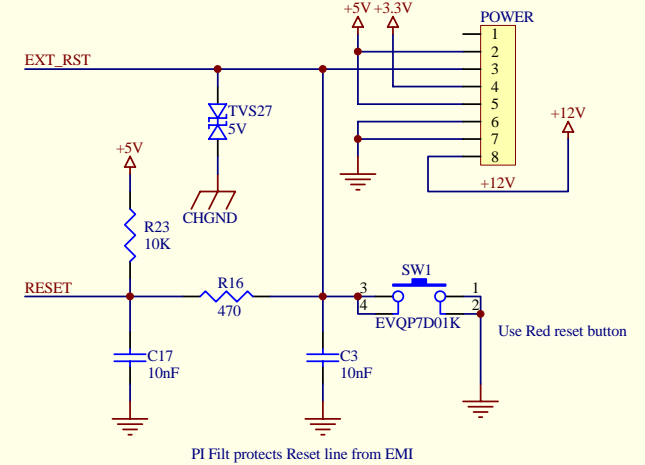 +5V +3.3V
POWER
1
EXT_RST
2
3
4
TVS27
5V
5
+12V
6
7
+5V
8
+12V
CHGND
R23
10K
SW1
RESET
R16
3
1
470
4
2
EVQP7D01K
Use Red reset button
C17
10nF
C3
10nF
PI Filt protects Reset line from EMI